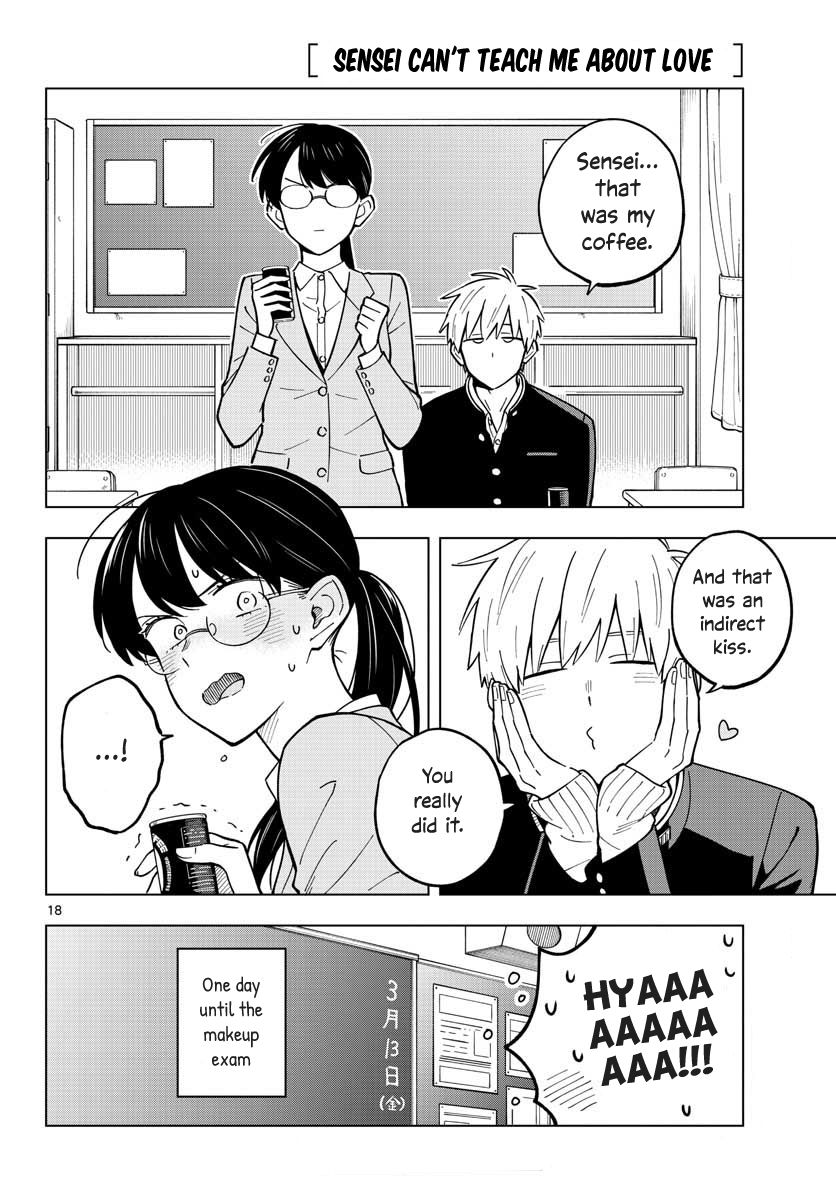 [ SENSEI CAN'T TEACH ME ABOUT LOVE ]
Sensei...
that
was my
coffee.
And that
was an
indirect
kiss.
You
really
did it.
...!
18
One day
until the
makeup
exam
3月13日(金)
HYAAA
AAAAA
AAA!!!